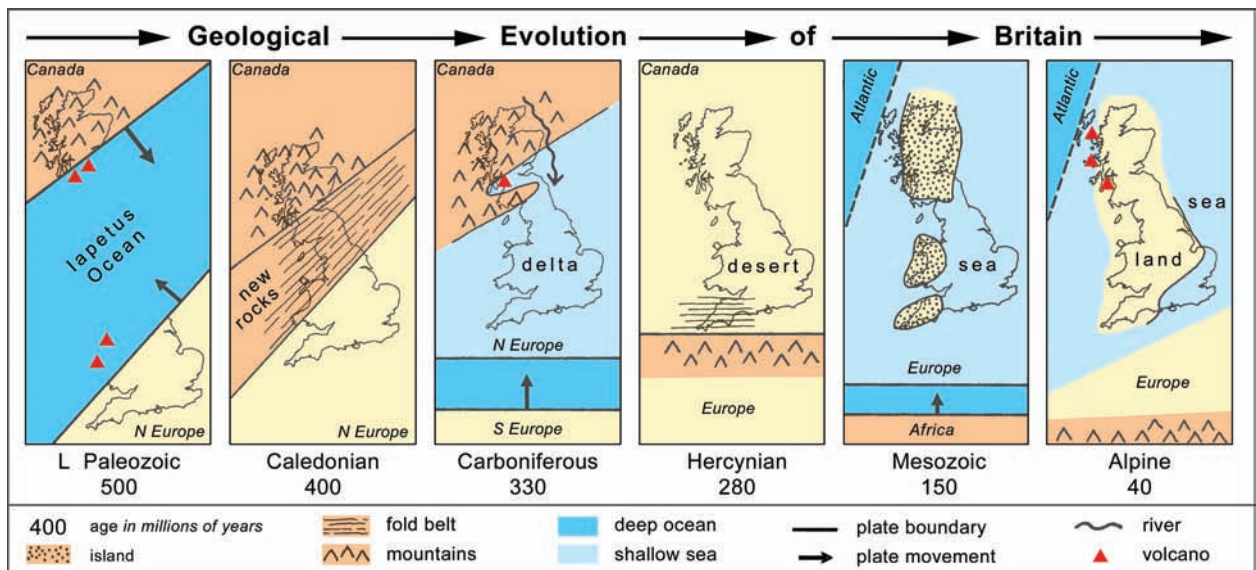 Geological Evolution of Britain
Canada
Iapetus
Ocean
N Europe
L Paleozoic
500
new
rocks
N Europe
Caledonian
400
Canada
delta
N Europe
S Europe
Carboniferous
330
desert
Europe
Hercynian
280
Atlantic
sea
Europe
Africa
Mesozoic
150
Atlantic
sea
land
Europe
Alpine
40
400 age in millions of years
island
fold belt
mountains
deep ocean
shallow sea
plate boundary
plate movement
river
volcano